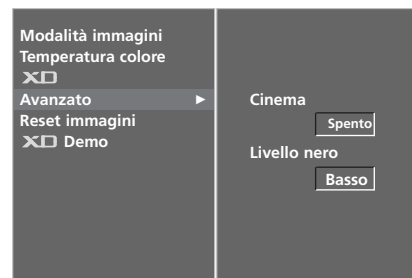 Modalità immagini
Temperatura colore
XD
Avanzato ►
Reset immagini
XD Demo
Cinema
Spento
Livello nero
Basso